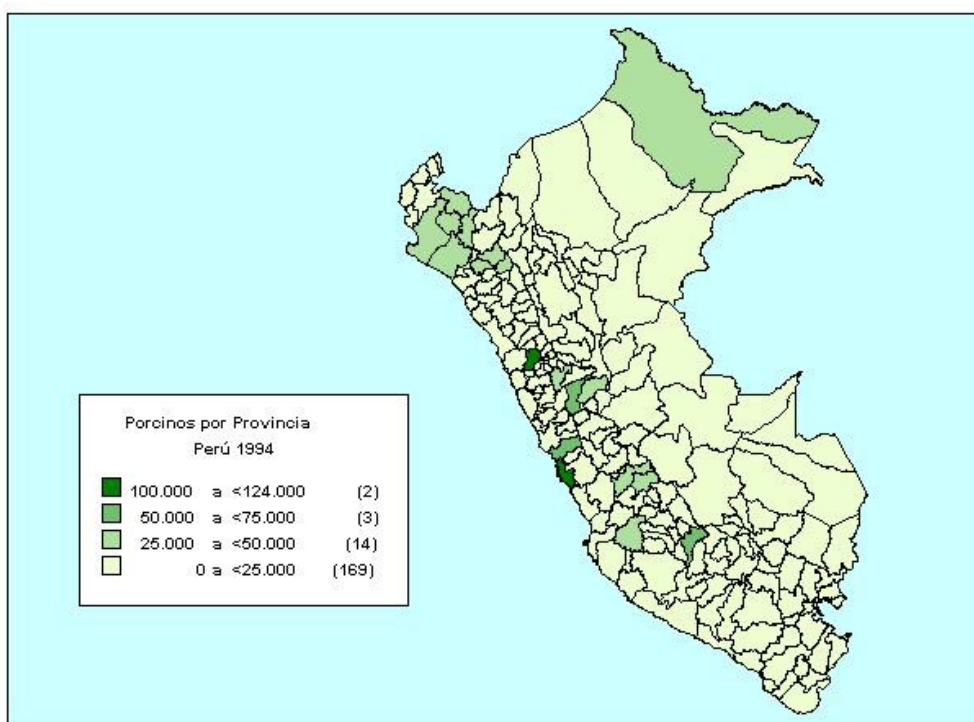 Porcinos por Provincia
Perú 1994
100.000 a <124.000 (2)
50.000 a <75.000 (3)
25.000 a <50.000 (14)
0 a <25.000 (169)